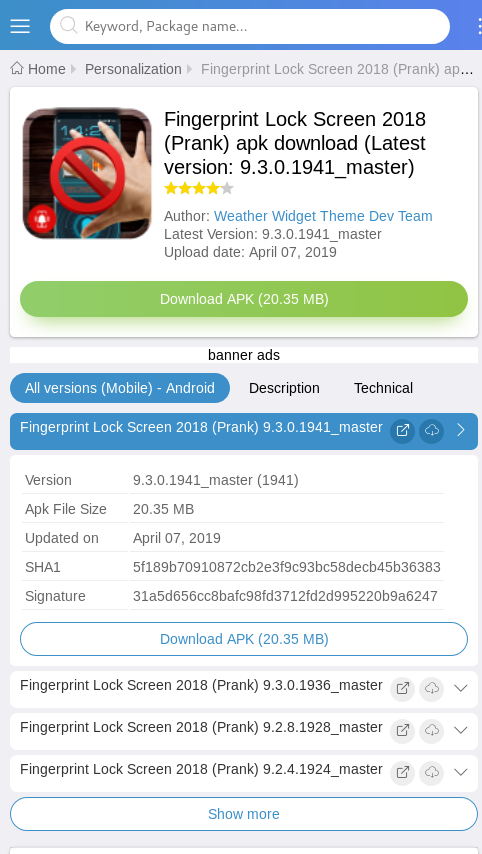 Keyword, Package name...
Home Personalization Fingerprint Lock Screen 2018 (Prank) ap...
Fingerprint Lock Screen 2018
(Prank) apk download (Latest
version: 9.3.0.1941_master)
Author: Weather Widget Theme Dev Team
Latest Version: 9.3.0.1941_master
Upload date: April 07, 2019
Download APK (20.35 MB)
banner ads
All versions (Mobile) - Android Description Technical
Fingerprint Lock Screen 2018 (Prank) 9.3.0.1941_master
Version 9.3.0.1941_master (1941)
Apk File Size 20.35 MB
Updated on April 07, 2019
SHA1 5f189b70910872cb2e3f9c93bc58decb45b36383
Signature 31a5d656cc8bafc98fd3712fd2d995220b9a6247
Download APK (20.35 MB)
Fingerprint Lock Screen 2018 (Prank) 9.3.0.1936_master
Fingerprint Lock Screen 2018 (Prank) 9.2.8.1928_master
Fingerprint Lock Screen 2018 (Prank) 9.2.4.1924_master
Show more